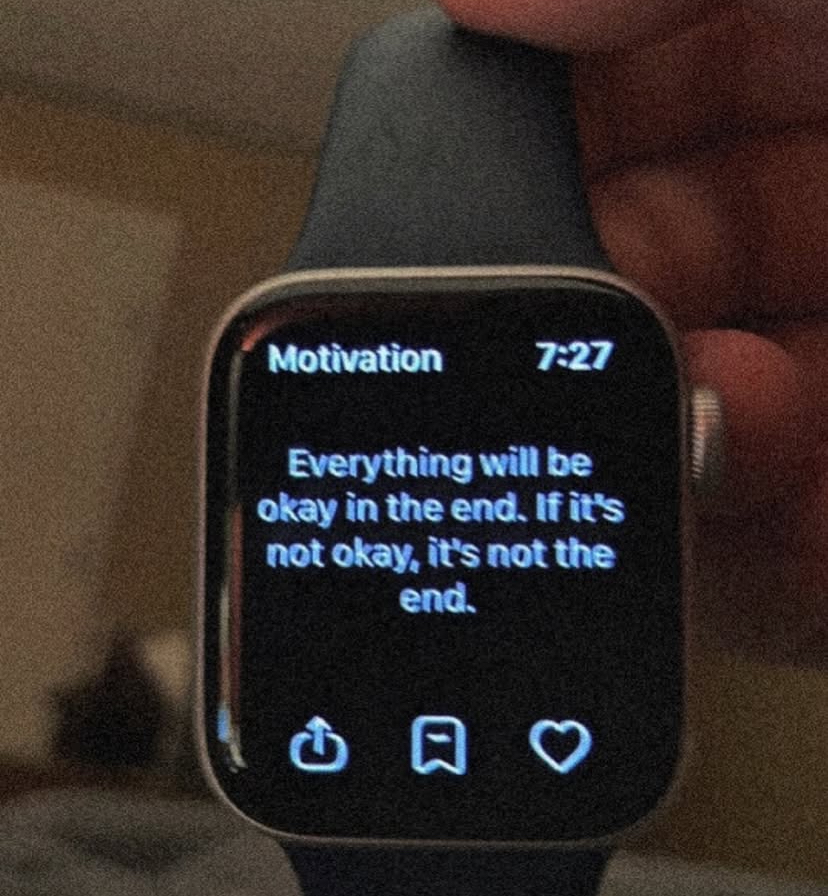 Motivation 7:27
Everything will be
okay in the end. If it's
not okay, it's not the
end.